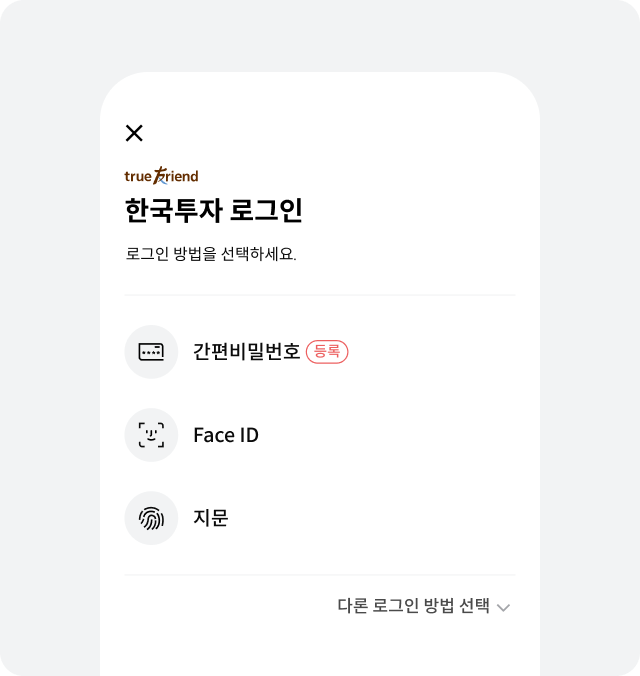 true Friend
한국투자 로그인
로그인 방법을 선택하세요.
간편비밀번호 등록
Face ID
지문
다른 로그인 방법 선택